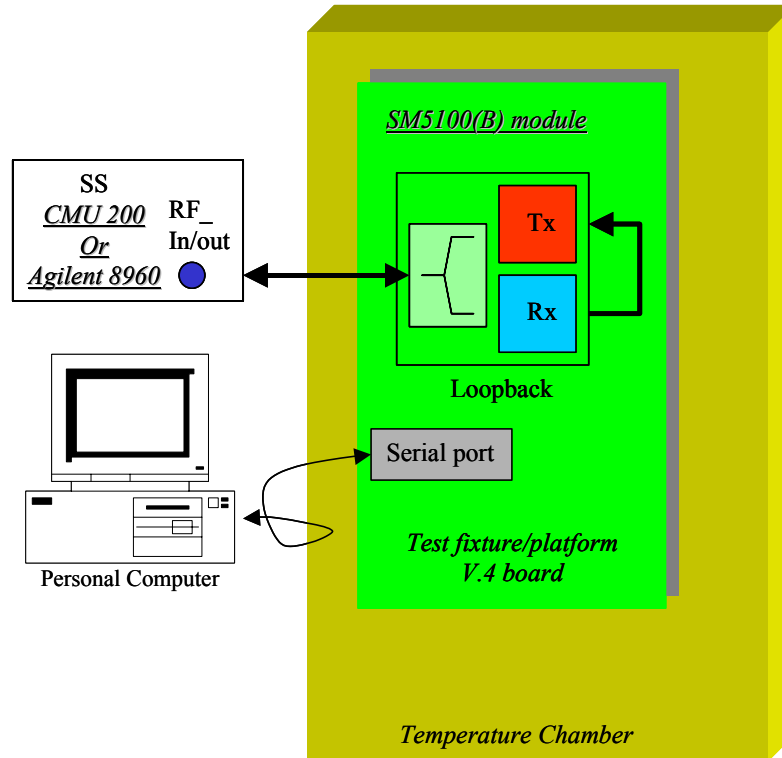 SM5100(B) module
SS
CMU 200
Or
Agilent 8960
RF_
In/out
Tx
Rx
Loopback
Serial port
Personal Computer
Test fixture/platform
V.4 board
Temperature Chamber